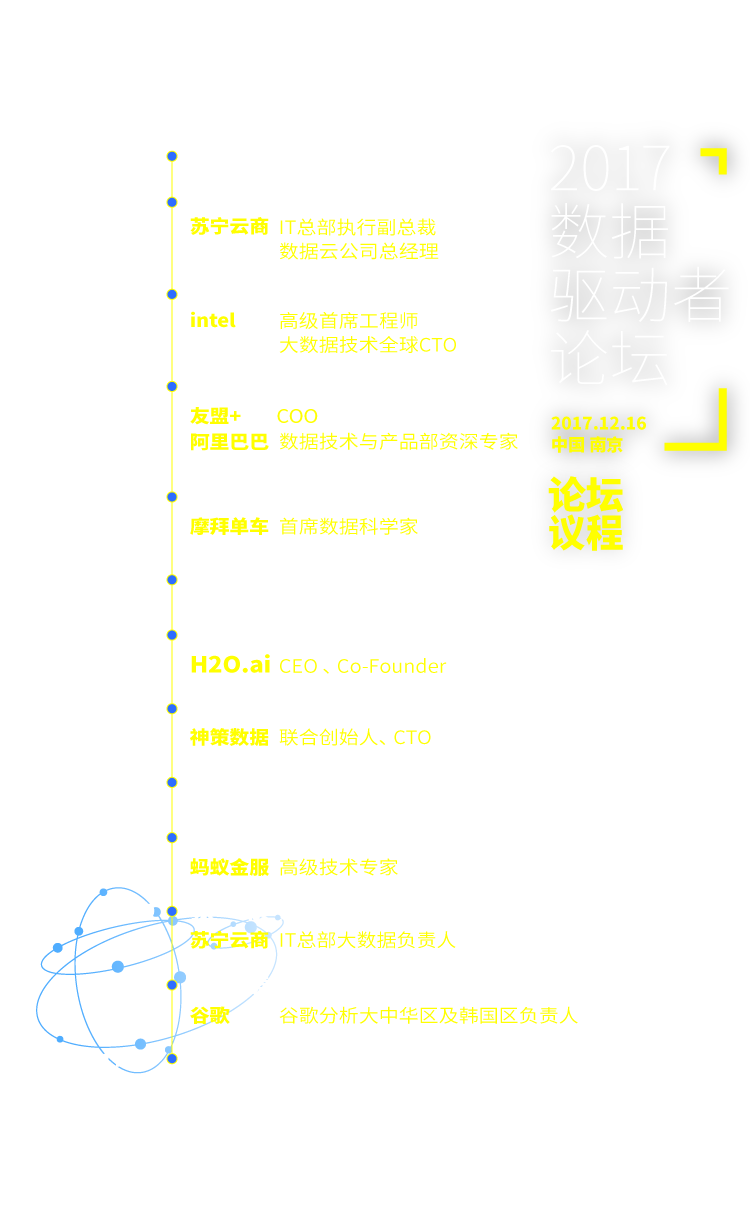 2017
数据
驱动者
论坛
2017.12.16
中国 南京
论坛
议程
苏宁云商 IT总部执行副总裁
数据云公司总经理
intel 高级首席工程师
大数据技术全球CTO
友盟+ COO
阿里巴巴 数据技术与产品部资深专家
摩拜单车 首席数据科学家
H2O.ai CEO 、Co-Founder
神策数据 联合创始人、CTO
蚂蚁金服 高级技术专家
苏宁云商 IT总部大数据负责人
谷歌 谷歌分析大中华区及韩国区负责人